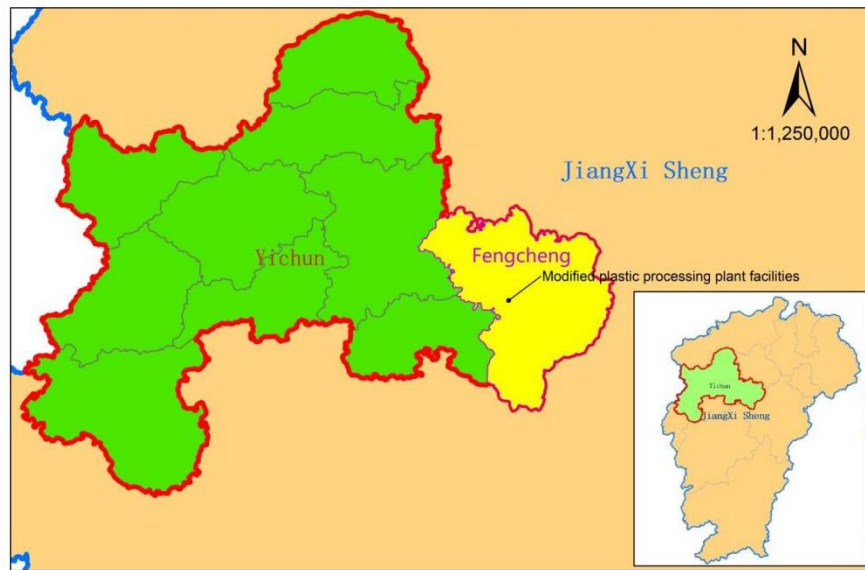 N
1:1,250,000
JiangXi Sheng
Fengcheng
Yichun
Modified plastic processing plant facilities
Yichun
JiangXi Sheng